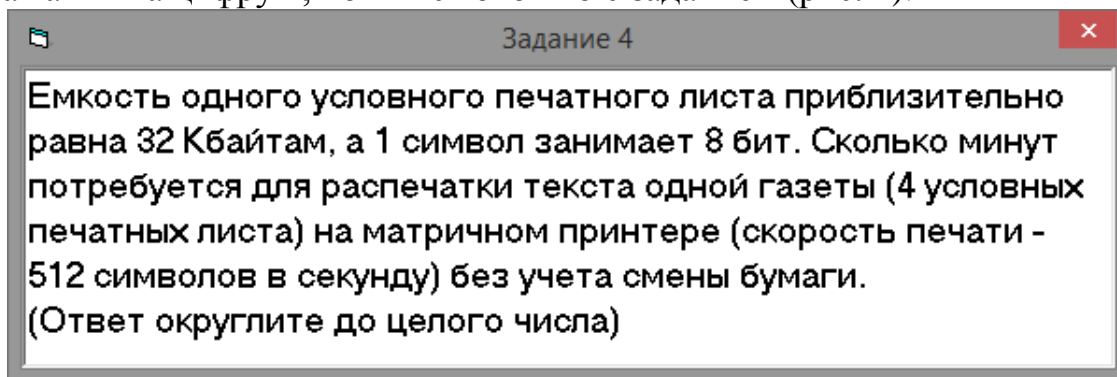 Задание 4
Емкость одного условного печатного листа приблизительно
равна 32 Кбайтам, а 1 символ занимает 8 бит. Сколько минут
потребуется для распечатки текста одной газеты (4 условных
печатных листа) на матричном принтере (скорость печати -
512 символов в секунду) без учета смены бумаги.
(Ответ округлите до целого числа)